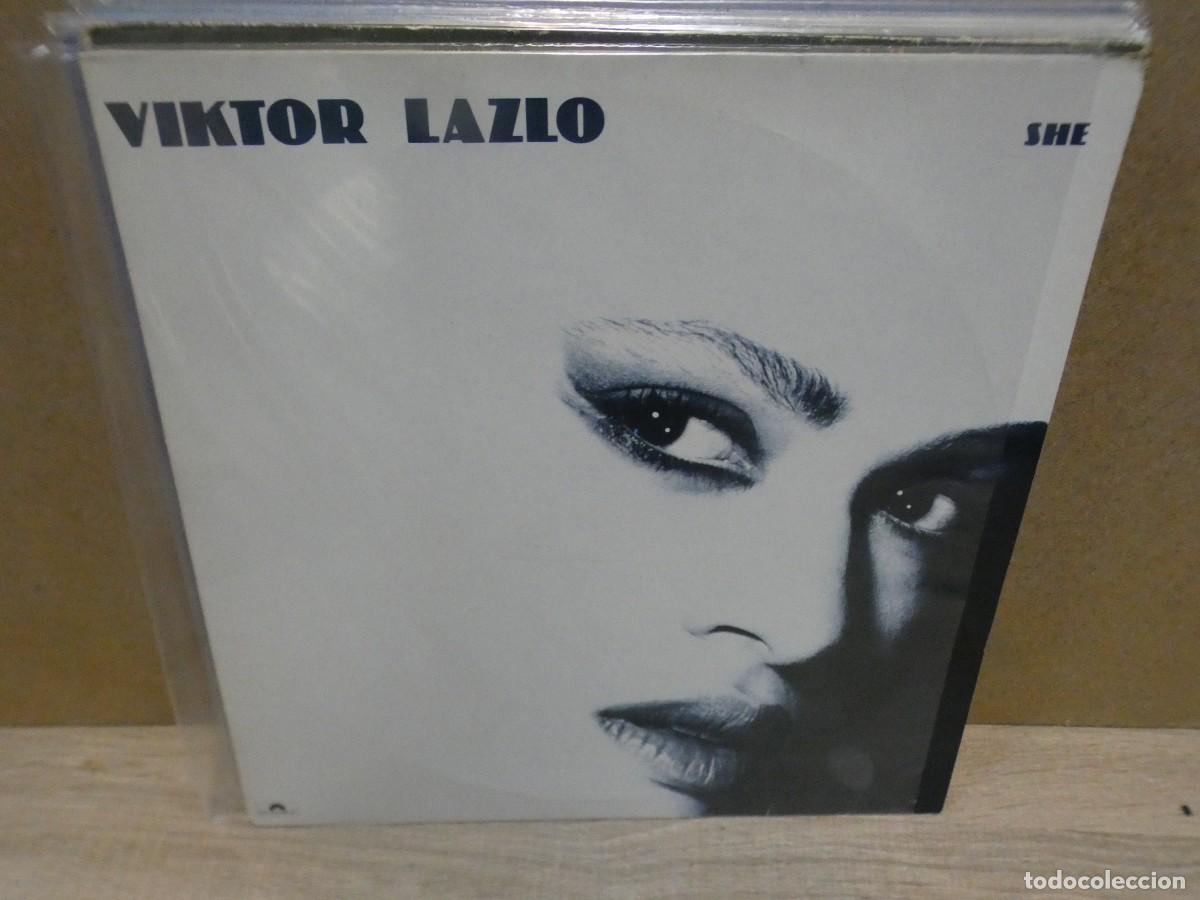 VIKTOR LAZLO
SHE
todocoleccion